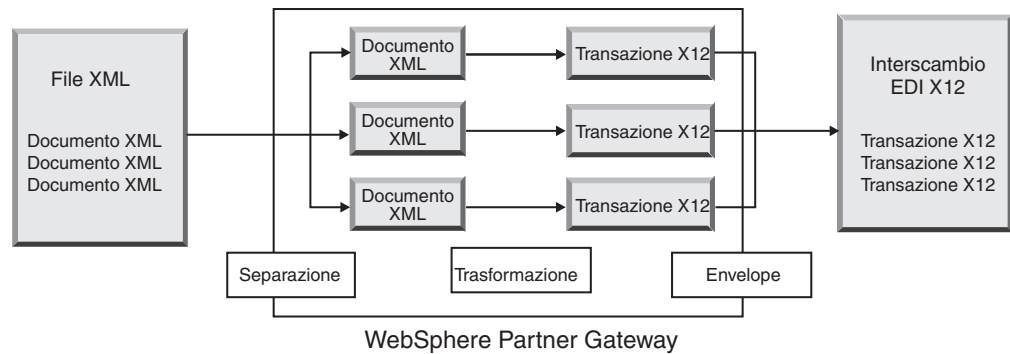 File XML
Documento XML
Documento XML
Documento XML
Documento
XML
Transazione X12
Documento
XML
Transazione X12
Documento
XML
Transazione X12
Interscambio
EDI X12
Transazione X12
Transazione X12
Transazione X12
Separazione
Trasformazione
Envelope
WebSphere Partner Gateway